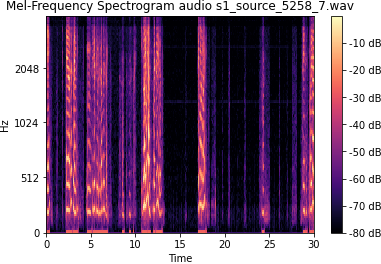 Mel-Frequency Spectrogram audio s1_source_5258_7.wav
-10 dB
-20 dB
-30 dB
-40 dB
-50 dB
-60 dB
-70 dB
-80 dB
2048
1024
512
0
Hz
0 5 10 15 20 25 30
Time